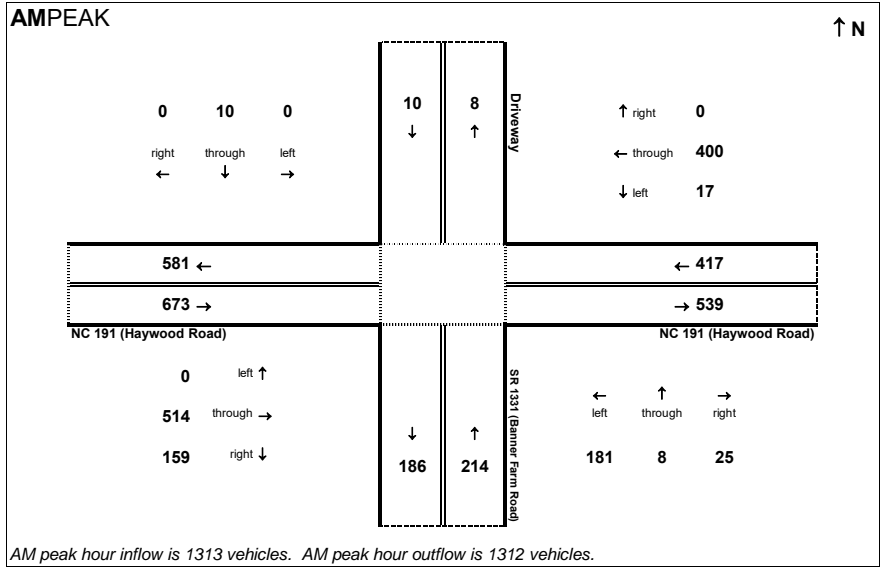 AMPEAK
↑ N
0 10 0
right through left
← ↓ →
10 8
↓ ↑
Driveway
↑ right 0
← through 400
↓ left 17
581 ←
← 417
673 →
→ 539
NC 191 (Haywood Road)
NC 191 (Haywood Road)
0 left ↑
514 through →
159 right ↓
↓ ↑
186 214
SR 1331 (Banner Farm Road)
← ↑ →
left through right
181 8 25
AM peak hour inflow is 1313 vehicles. AM peak hour outflow is 1312 vehicles.